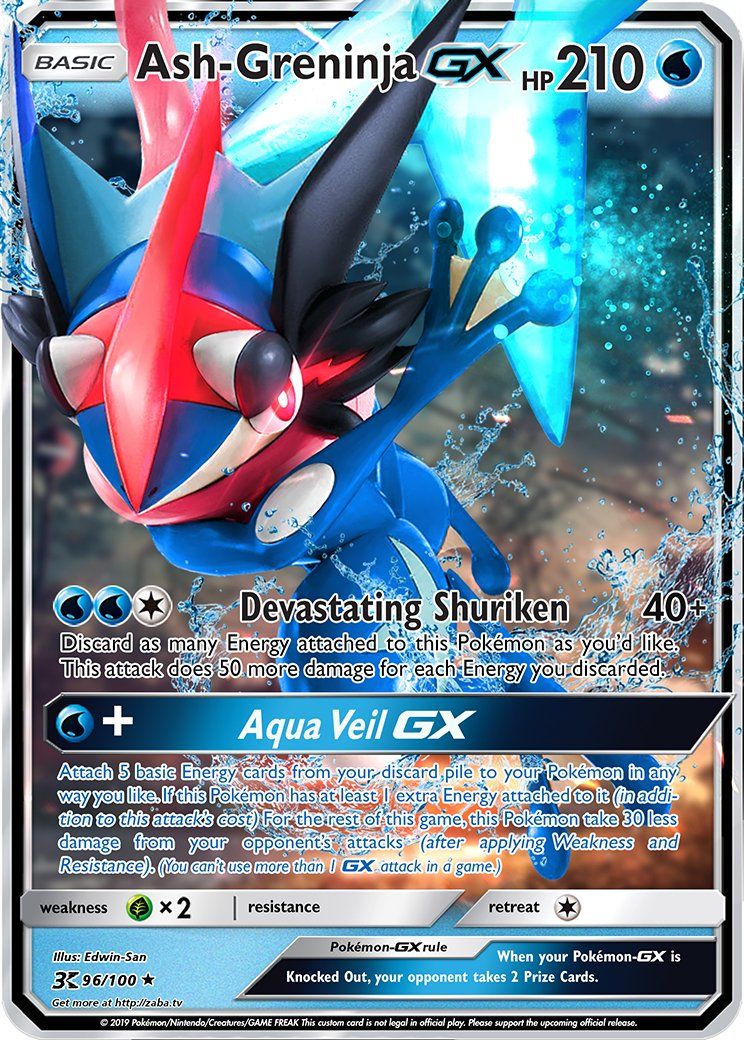 BASIC Ash-Greninja GX HP 210
Devastating Shuriken 40+
Discard as many Energy attached to this Pokémon as you'd like.
This attack does 50 more damage for each Energy you discarded.
+ Aqua Veil GX
Attach 5 basic Energy cards from your discard pile to your Pokémon in any
way you like. If this Pokémon has at least 1 extra Energy attached to it (in addi-
tion to this attack's cost) For the rest of this game, this Pokémon take 30 less
damage from your opponent's attacks (after applying Weakness and
Resistance). (You can't use more than 1 GX attack in a game.)
weakness ×2 resistance retreat
Illus: Edwin-San
96/100 ★
Get more at http://zaba.tv
Pokémon-GX rule
When your Pokémon-GX is
Knocked Out, your opponent takes 2 Prize Cards.
© 2019 Pokémon/Nintendo/Creatures/GAME FREAK This custom card is not legal in official play. Please support the upcoming official release.